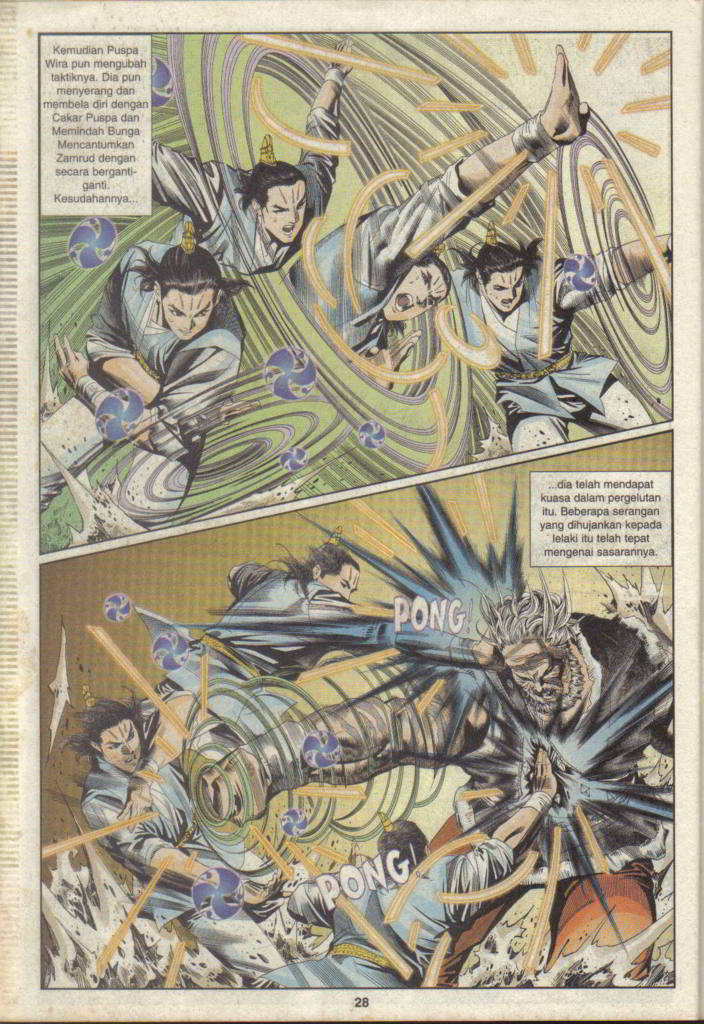 Kemudian Puspa
Wira pun mengubah
taktiknya. Dia pun
menyerang dan
membela diri dengan
Cakar Puspa dan
Memindah Bunga
Mencantumkan
Zamrud dengan
secara berganti-
ganti.
Kesudahannya...
...dia telah mendapat
kuasa dalam pergelutan
itu. Beberapa serangan
yang dihujankan kepada
lelaki itu telah tepat
mengenai sasarannya.
PONG!
PONG!
28